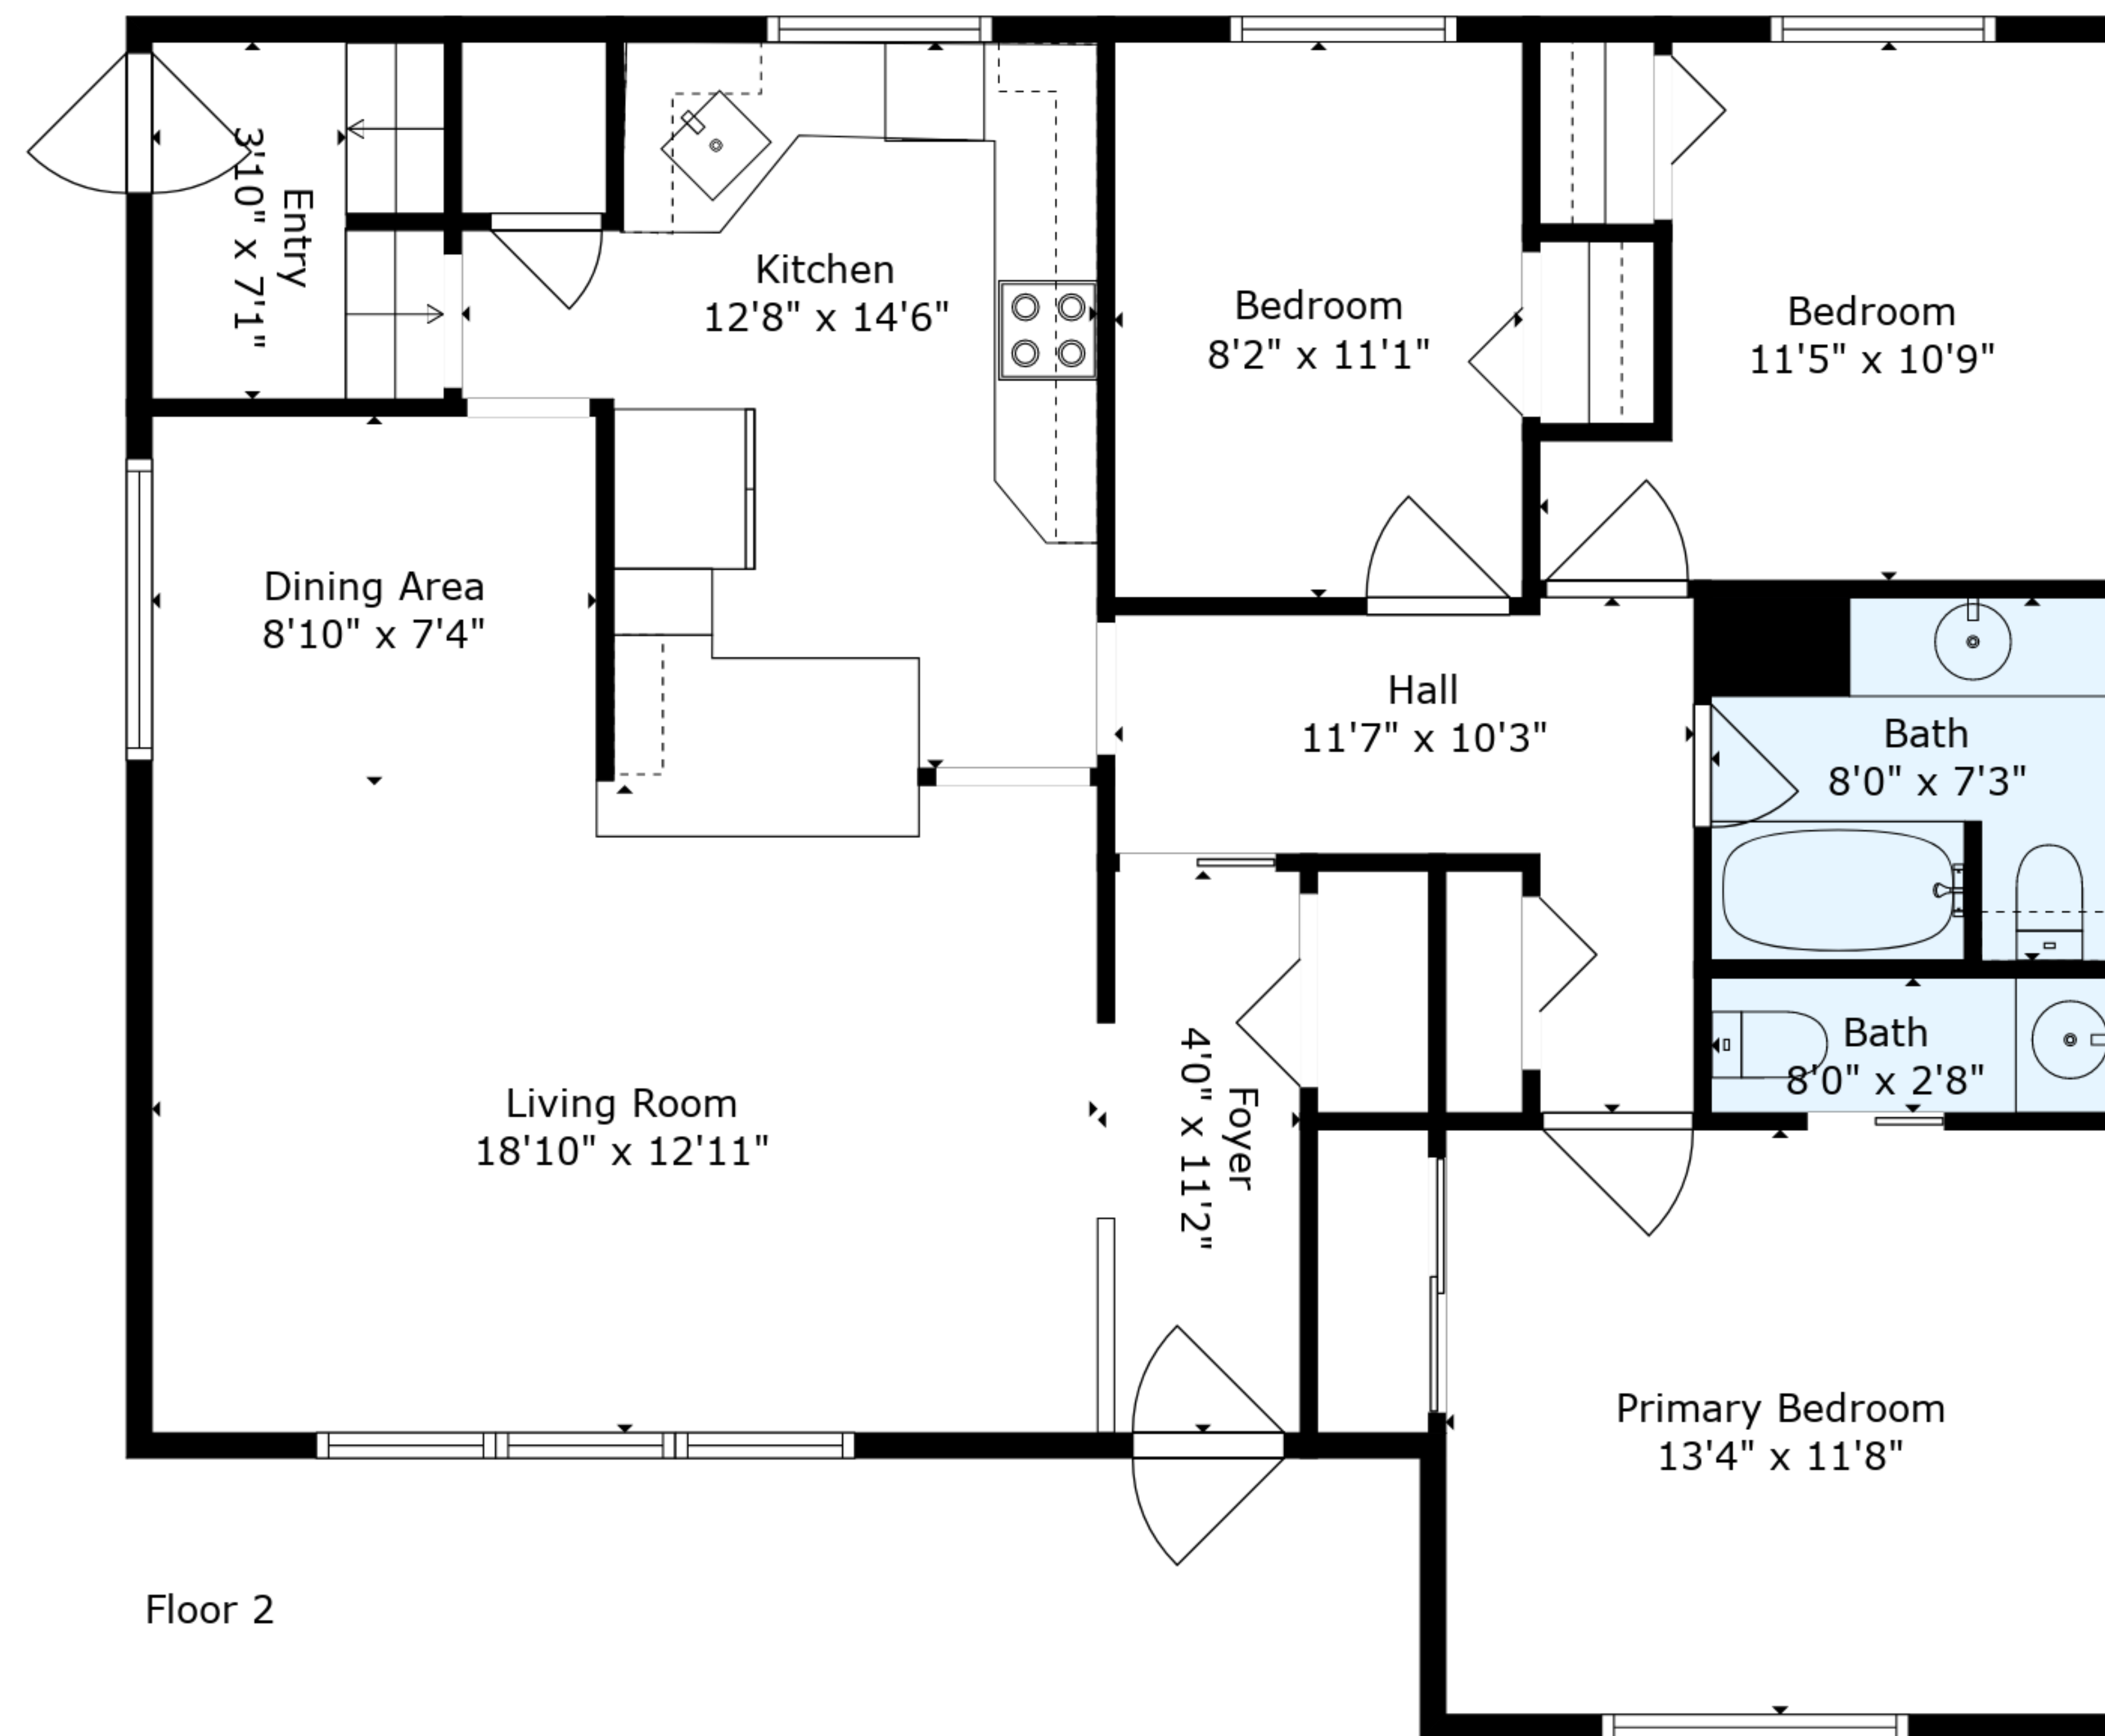 Entry
3'10" x 7'1"
Kitchen
12'8" x 14'6"
Bedroom
8'2" x 11'1"
Bedroom
11'5" x 10'9"
Dining Area
8'10" x 7'4"
Hall
11'7" x 10'3"
Bath
8'0" x 7'3"
Bath
8'0" x 2'8"
Living Room
18'10" x 12'11"
Foyer
4'0" x 11'2"
Primary Bedroom
13'4" x 11'8"
Floor 2